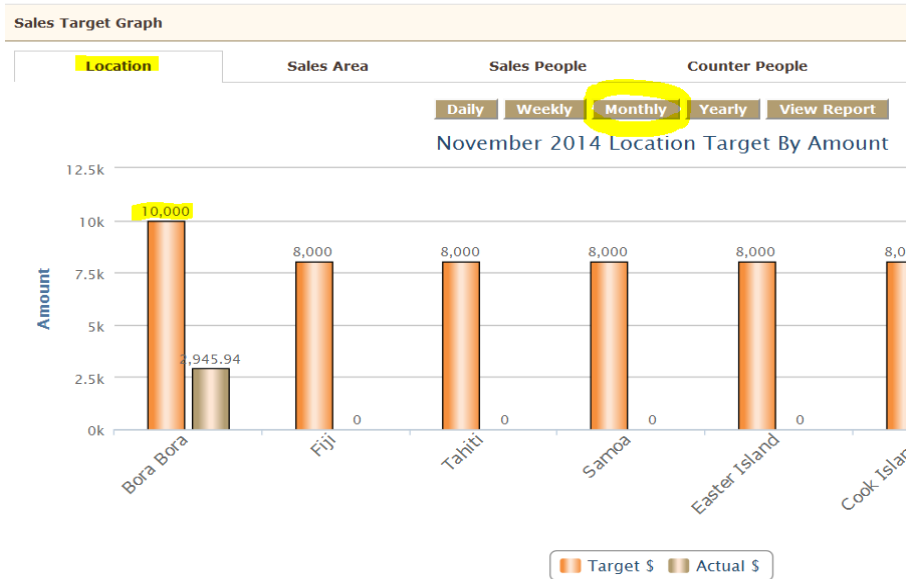 Sales Target Graph
Location Sales Area Sales People Counter People
Daily Weekly Monthly Yearly View Report
November 2014 Location Target By Amount
12.5k
10,000
10k
8,000 8,000 8,000 8,000
7.5k
Amount
5k
2,945.94
2.5k
0 0 0 0
0k
Bora Bora Fiji Tahiti Samoa Easter Island Cook
Target $ Actual $